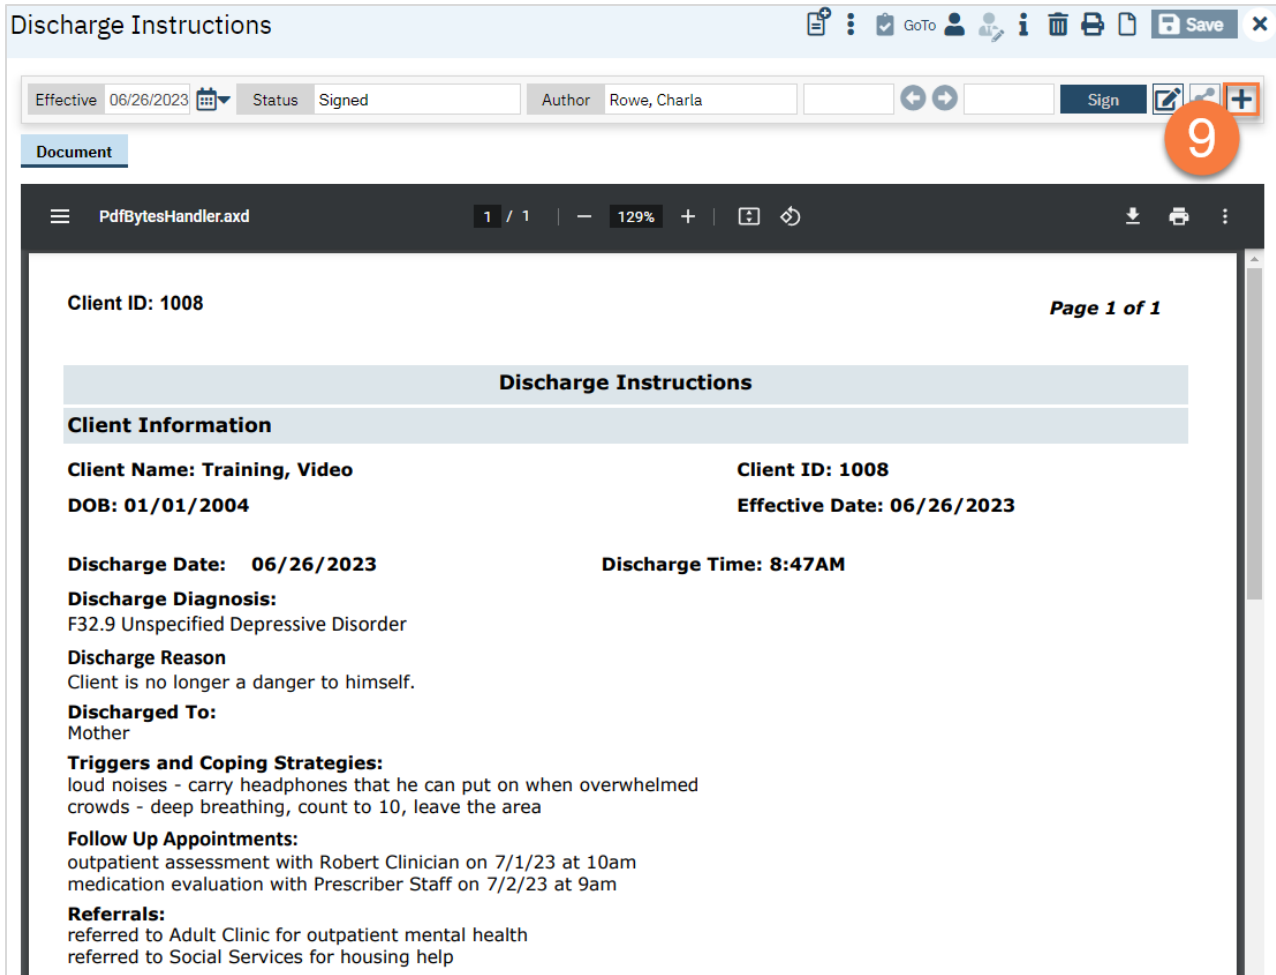 Discharge Instructions GoTo Save
Effective 06/26/2023 Status Signed Author Rowe, Charla Sign
9
Document
PdfBytesHandler.axd 1 / 1 129%
Client ID: 1008
Page 1 of 1
Discharge Instructions
Client Information
Client Name: Training, Video Client ID: 1008
DOB: 01/01/2004 Effective Date: 06/26/2023
Discharge Date: 06/26/2023 Discharge Time: 8:47AM
Discharge Diagnosis:
F32.9 Unspecified Depressive Disorder
Discharge Reason
Client is no longer a danger to himself.
Discharged To:
Mother
Triggers and Coping Strategies:
loud noises - carry headphones that he can put on when overwhelmed
crowds - deep breathing, count to 10, leave the area
Follow Up Appointments:
outpatient assessment with Robert Clinician on 7/1/23 at 10am
medication evaluation with Prescriber Staff on 7/2/23 at 9am
Referrals:
referred to Adult Clinic for outpatient mental health
referred to Social Services for housing help